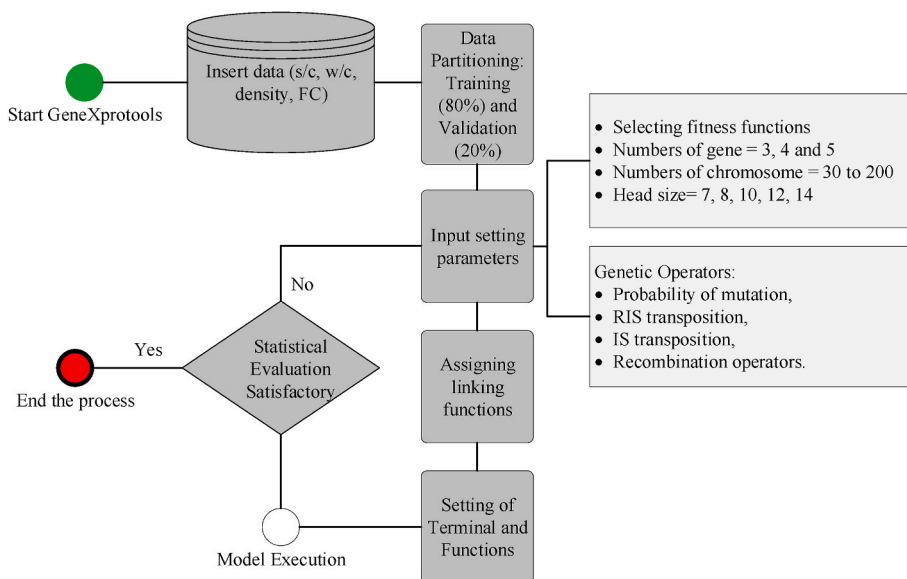 Start GeneXprotools
Insert data (s/c, w/c,
density, FC)
Data
Partitioning:
Training
(80%) and
Validation
(20%)
• Selecting fitness functions
• Numbers of gene = 3, 4 and 5
• Numbers of chromosome = 30 to 200
• Head size= 7, 8, 10, 12, 14
Input setting
parameters
Genetic Operators:
• Probability of mutation,
• RIS transposition,
• IS transposition,
• Recombination operators.
No
Yes
Statistical
Evaluation
Satisfactory
End the process
Assigning
linking
functions
Setting of
Terminal and
Functions
Model Execution